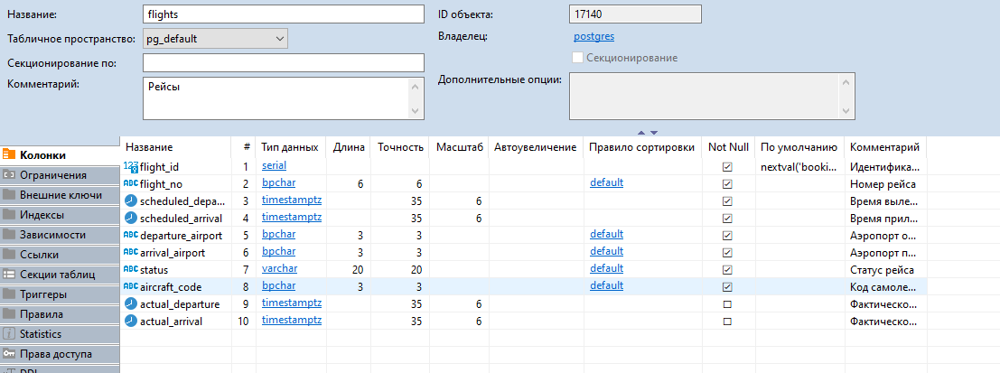 Название: flights ID объекта: 17140
Табличное пространство: pg_default Владелец: postgres
Секционирование по: Секционирование
Комментарий: Рейсы Дополнительные опции:
Колонки
Ограничения
Внешние ключи
Индексы
Зависимости
Ссылки
Секции таблиц
Триггеры
Правила
Statistics
Права доступа
DDL
Название # Тип данных Длина Точность Масштаб Автоувеличение Правило сортировки Not Null По умолчанию Комментарий
123 flight_id 1 serial nextval('booki... Идентифика...
ABC flight_no 2 bpchar 6 6 default Номер рейса
scheduled_depa... 3 timestamptz 35 6 Время выле...
scheduled_arrival 4 timestamptz 35 6 Время прил...
ABC departure_airport 5 bpchar 3 3 default Аэропорт о...
ABC arrival_airport 6 bpchar 3 3 default Аэропорт п...
ABC status 7 varchar 20 20 default Статус рейса
ABC aircraft_code 8 bpchar 3 3 default Код самоле...
actual_departure 9 timestamptz 35 6 Фактическо...
actual_arrival 10 timestamptz 35 6 Фактическо...